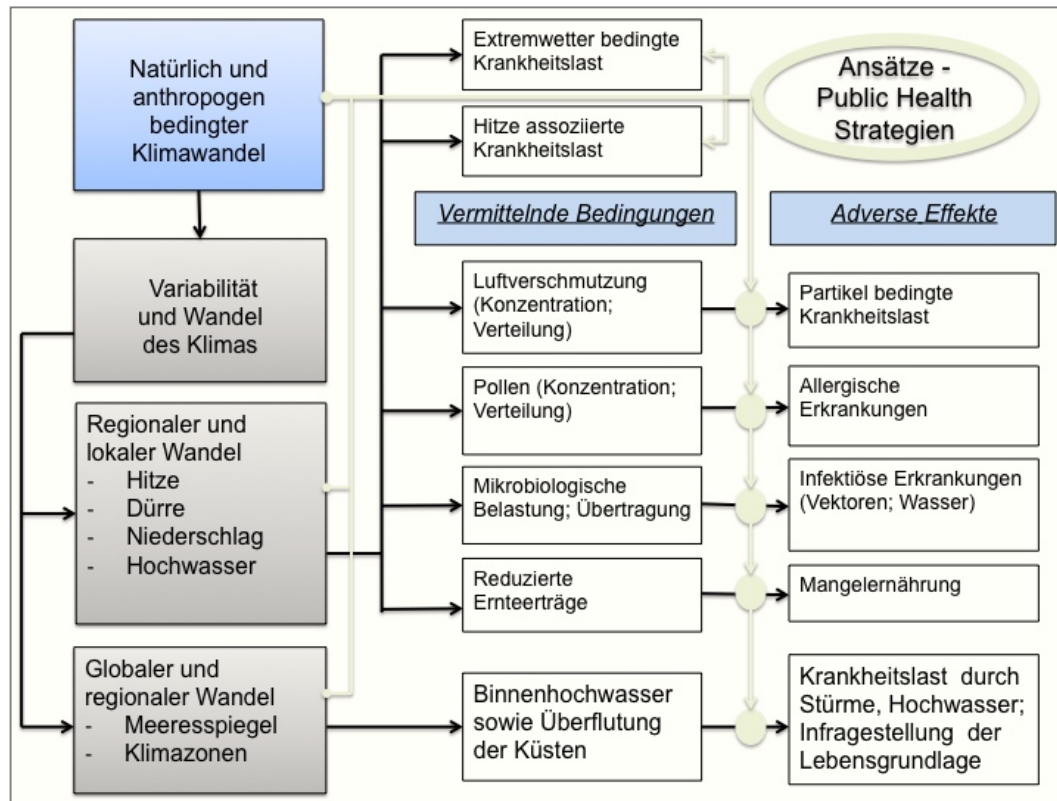 Natürlich und
anthropogen
bedingter
Klimawandel
Extremwetter bedingte
Krankheitslast
Ansätze -
Public Health
Strategien
Hitze assoziierte
Krankheitslast
Vermittelnde Bedingungen
Adverse Effekte
Variabilität
und Wandel
des Klimas
Luftverschmutzung
(Konzentration;
Verteilung)
Partikel bedingte
Krankheitslast
Pollen (Konzentration;
Verteilung)
Allergische
Erkrankungen
Regionaler und
lokaler Wandel
- Hitze
- Dürre
- Niederschlag
- Hochwasser
Mikrobiologische
Belastung; Übertragung
Infektiöse Erkrankungen
(Vektoren; Wasser)
Reduzierte
Ernteerträge
Mangelernährung
Globaler und
regionaler Wandel
- Meeresspiegel
- Klimazonen
Binnenhochwasser
sowie Überflutung
der Küsten
Krankheitslast durch
Stürme, Hochwasser;
Infragestellung der
Lebensgrundlage